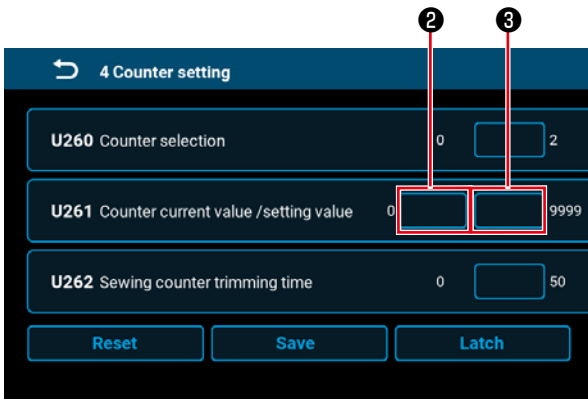 ❷ ❸
4 Counter setting
U260 Counter selection 0 2
U261 Counter current value /setting value 0 9999
U262 Sewing counter trimming time 0 50
Reset Save Latch